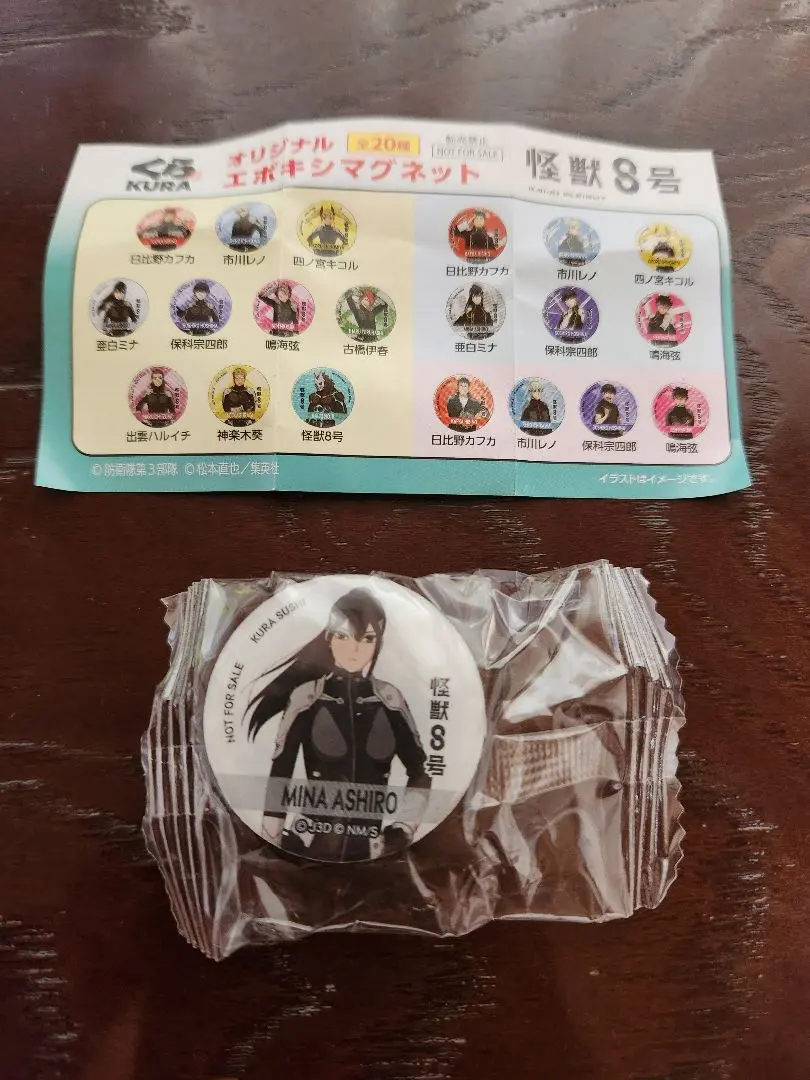 くら
KURA
オリジナル
エポキシマグネット
全20種
転売禁止
NOT FOR SALE
怪獣8号
日比野カフカ 市川レノ 四ノ宮キコル
亜白ミナ 保科宗四郎 鳴海弦 古橋伊春
出雲ハルイチ 神楽木葵 怪獣8号
日比野カフカ 市川レノ 四ノ宮キコル
亜白ミナ 保科宗四郎 鳴海弦
日比野カフカ 市川レノ 保科宗四郎 鳴海弦
© 防衛隊第3部隊 © 松本直也／集英社
イラストはイメージです。
NOT FOR SALE KURA SUSHI
怪獣8号
MINA ASHIRO
© J3D © NM/S